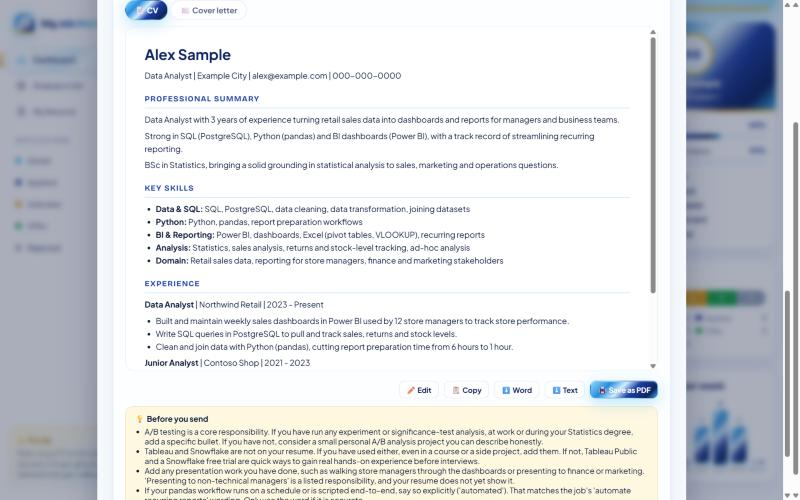 CV
Cover letter
Alex Sample
Data Analyst | Example City | alex@example.com | 000-000-0000
PROFESSIONAL SUMMARY
Data Analyst with 3 years of experience turning retail sales data into dashboards and reports for managers and business teams.
Strong in SQL (PostgreSQL), Python (pandas) and BI dashboards (Power BI), with a track record of streamlining recurring
reporting.
BSc in Statistics, bringing a solid grounding in statistical analysis to sales, marketing and operations questions.
KEY SKILLS
• Data & SQL: SQL, PostgreSQL, data cleaning, data transformation, joining datasets
• Python: Python, pandas, report preparation workflows
• BI & Reporting: Power BI, dashboards, Excel (pivot tables, VLOOKUP), recurring reports
• Analysis: Statistics, sales analysis, returns and stock-level tracking, ad-hoc analysis
• Domain: Retail sales data, reporting for store managers, finance and marketing stakeholders
EXPERIENCE
Data Analyst | Northwind Retail | 2023 - Present
• Built and maintain weekly sales dashboards in Power BI used by 12 store managers to track store performance.
• Write SQL queries in PostgreSQL to pull and track sales, returns and stock levels.
• Clean and join data with Python (pandas), cutting report preparation time from 6 hours to 1 hour.
Junior Analyst | Contoso Shop | 2021 - 2023
Edit
Copy
Word
Text
Save as PDF
Before you send
• A/B testing is a core responsibility. If you have run any experiment or significance-test analysis, at work or during your Statistics degree,
add a specific bullet. If you have not, consider a small personal A/B analysis project you can describe honestly.
• Tableau and Snowflake are not on your resume. If you have used either, even in a course or a side project, add them. If not, Tableau Public
and a Snowflake free trial are quick ways to gain real hands-on experience before interviews.
• Add any presentation work you have done, such as walking store managers through the dashboards or presenting to finance or marketing.
'Presenting to non-technical managers' is a listed responsibility, and your resume does not yet show it.
• If your pandas workflow runs on a schedule or is scripted end-to-end, say so explicitly ('automated'). That matches the job's 'automate